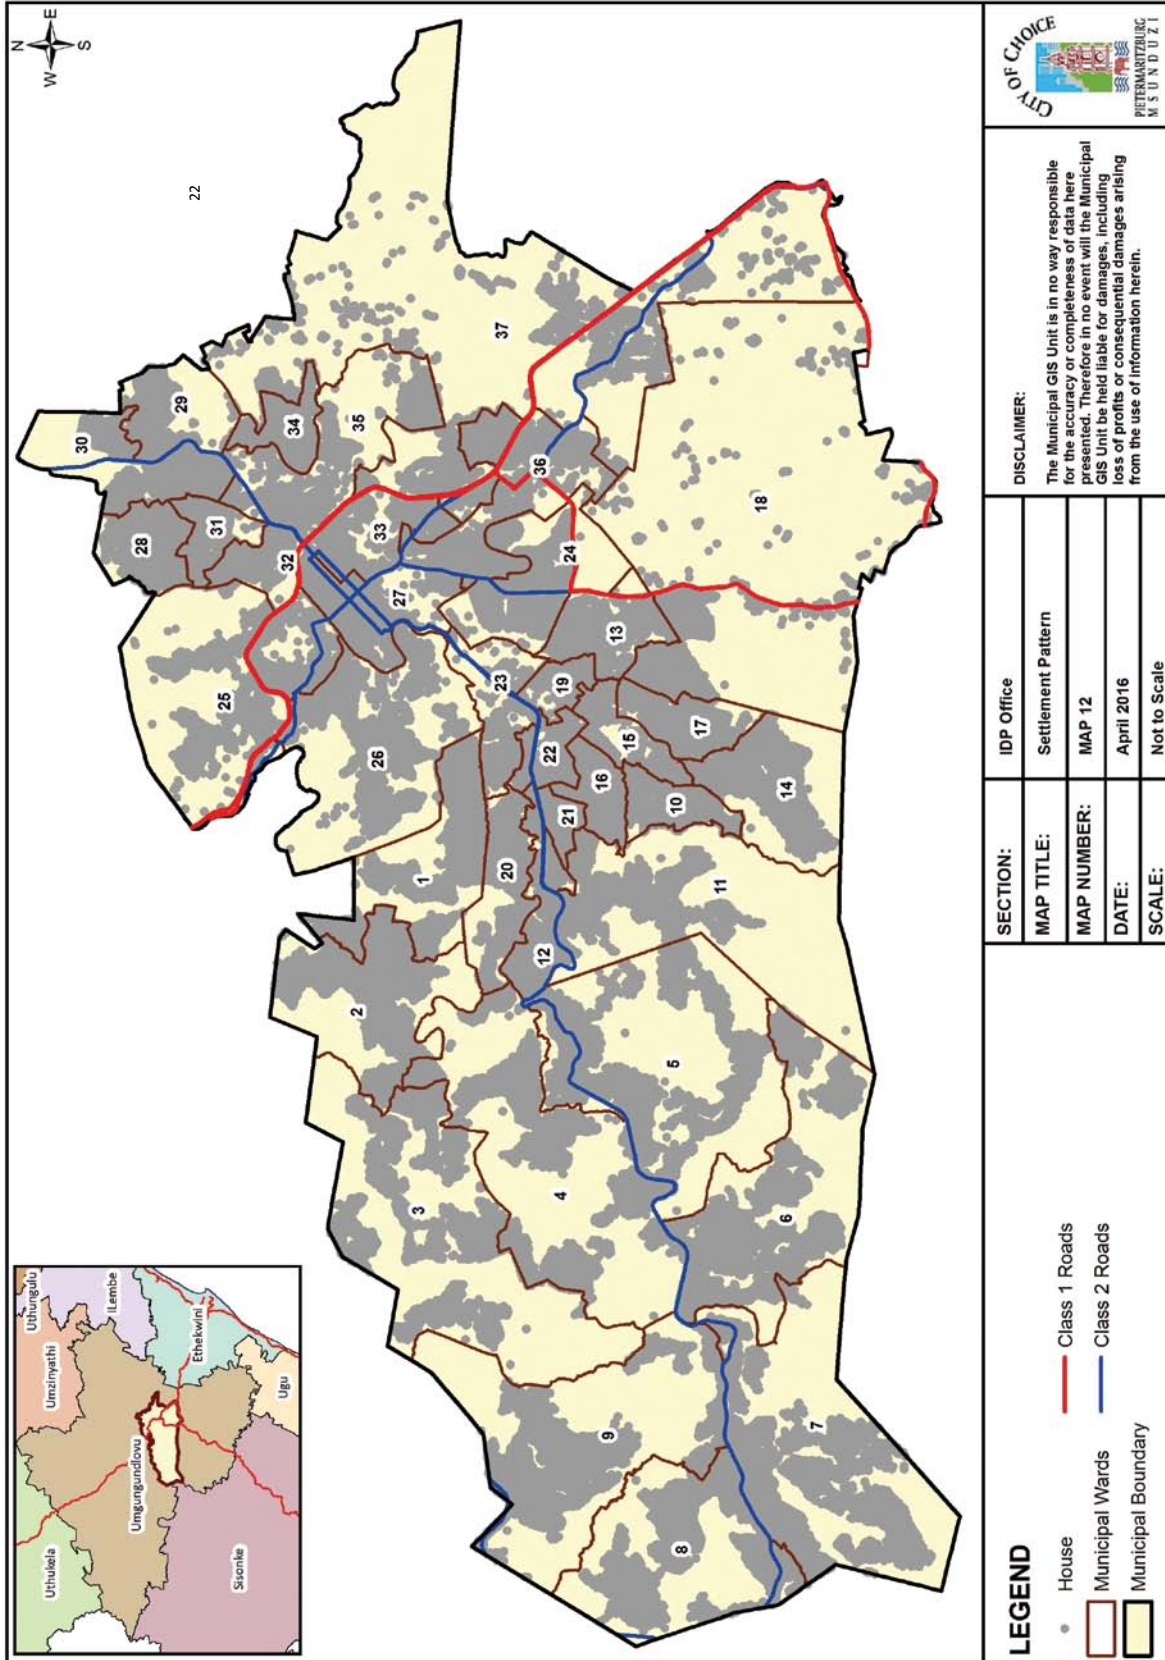 N
W
E
S
22
Uthukela
Umzinyathi
Uthungulu
iLembe
Umgungundlovu
Ethekwini
Sisonke
Ugu
30
29
28
31
34
35
32
33
25
27
37
36
26
24
18
23
13
19
1
22
15
17
16
20
21
10
14
12
11
2
5
3
4
6
9
7
8
LEGEND
House
Municipal Wards
Municipal Boundary
Class 1 Roads
Class 2 Roads
SECTION: IDP Office
MAP TITLE: Settlement Pattern
MAP NUMBER: MAP 12
DATE: April 2016
SCALE: Not to Scale
DISCLAIMER:
The Municipal GIS Unit is in no way responsible
for the accuracy or completeness of data here
presented. Therefore in no event will the Municipal
GIS Unit be held liable for damages, including
loss of profits or consequential damages arising
from the use of information herein.
CITY OF CHOICE
PIETERMARITZBURG
MSUNDUZI